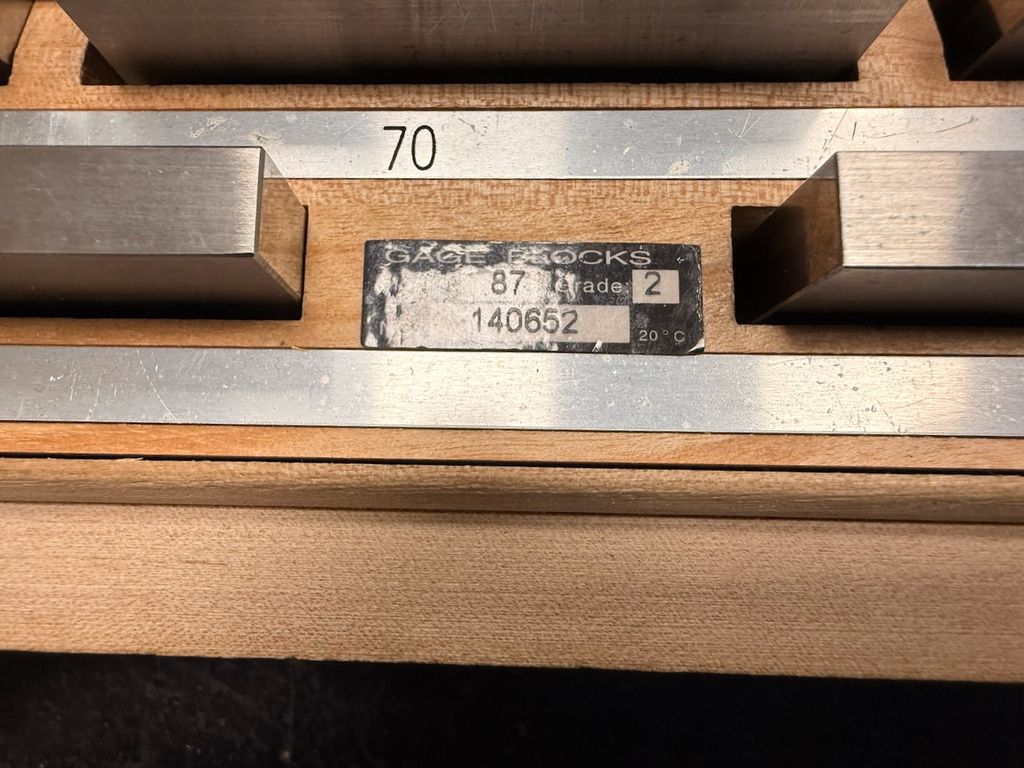 70
GAGE BLOCKS
87 Grade: 2
140652 20°C